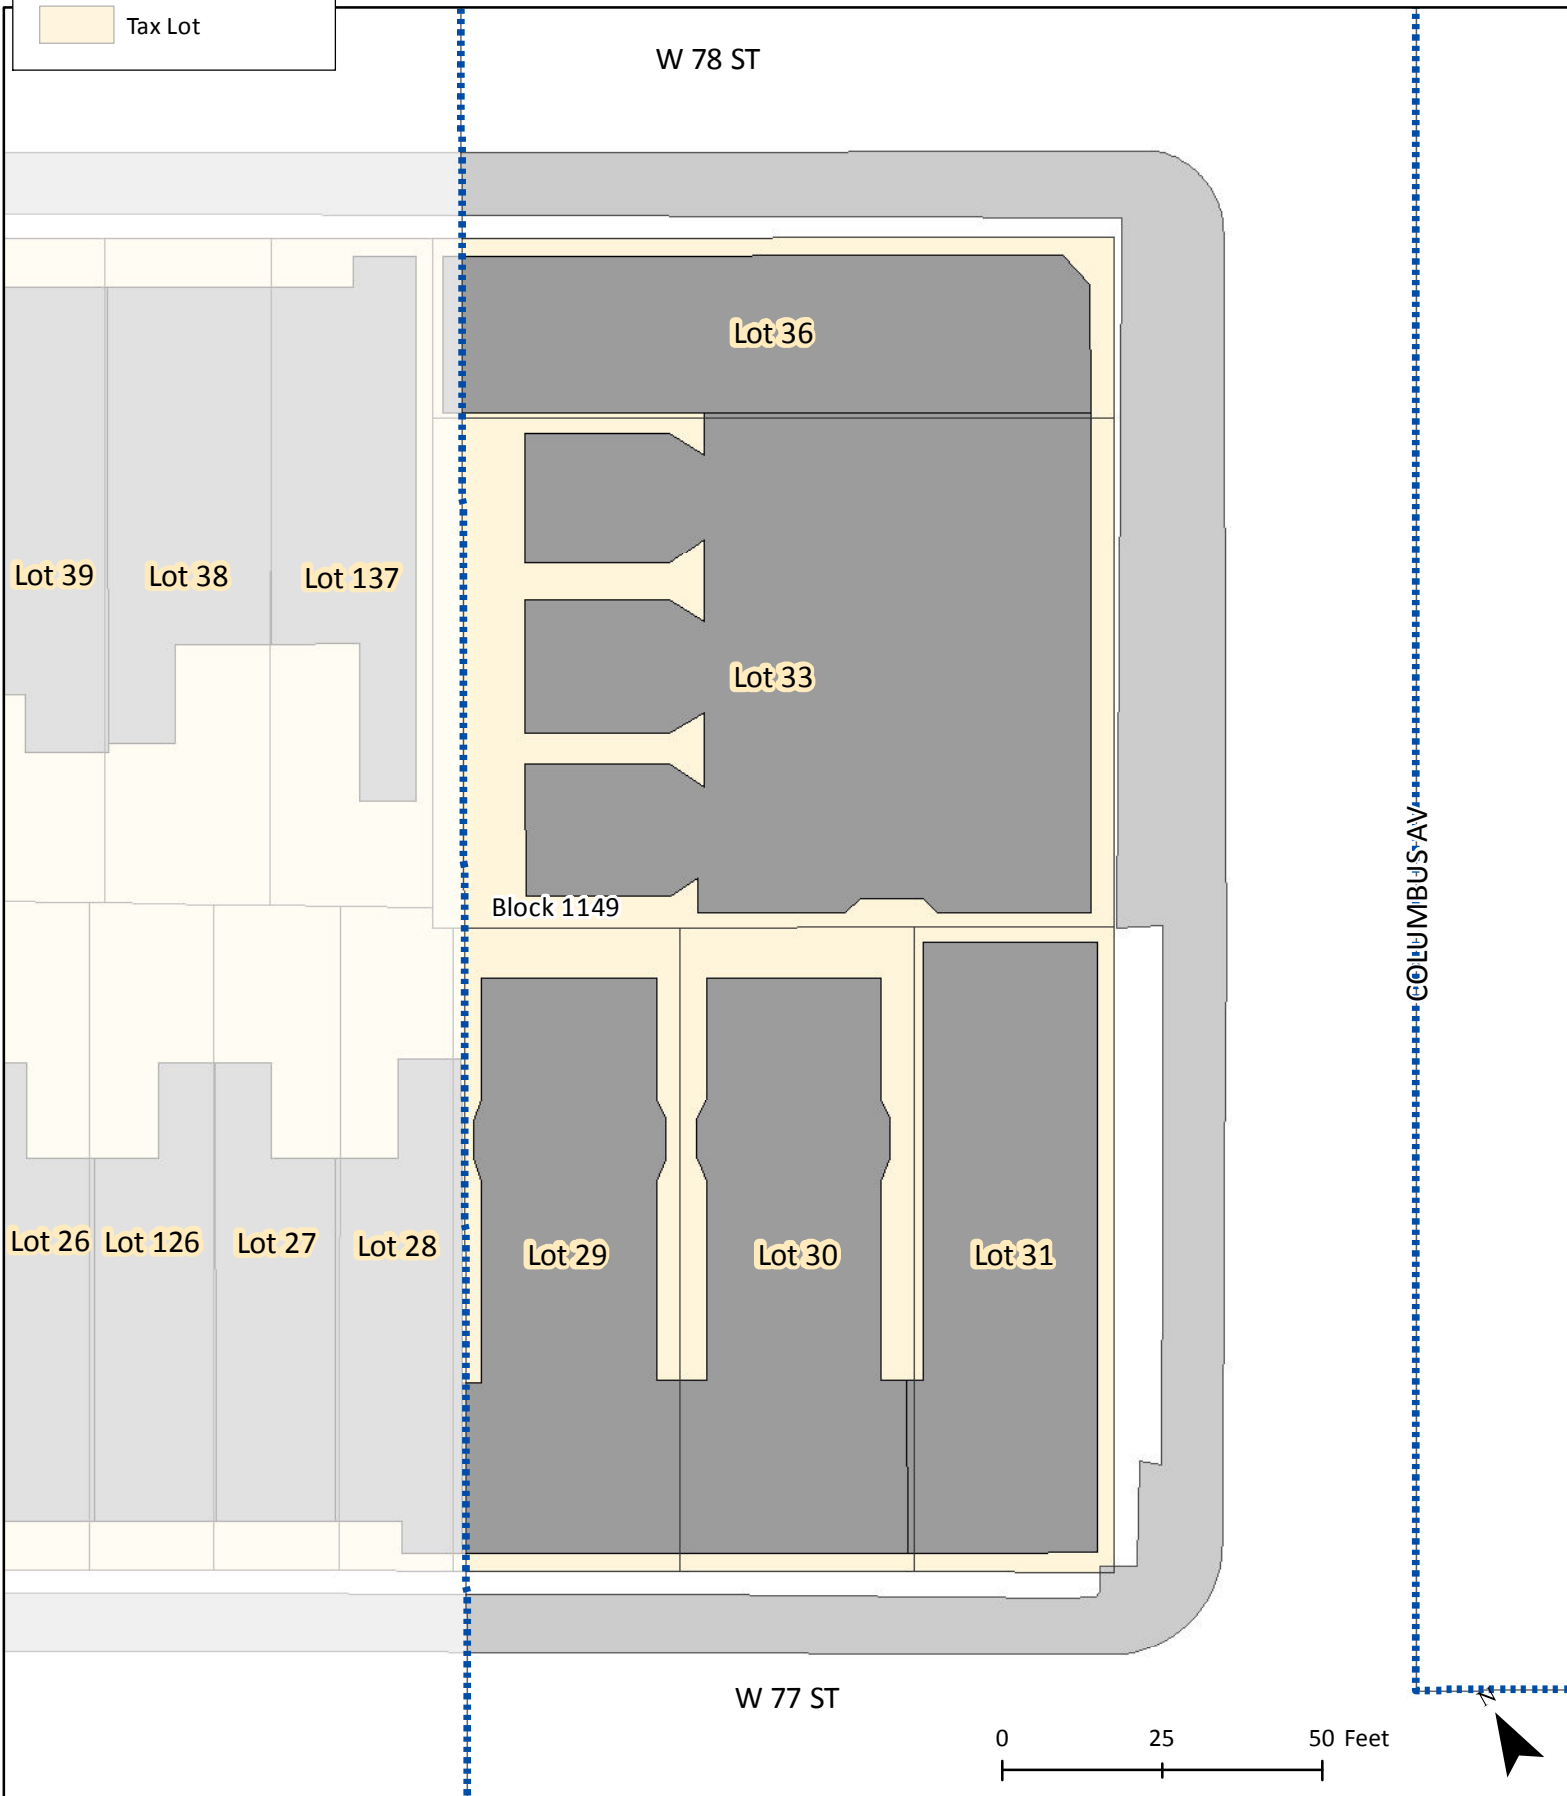 Tax Lot
W 78 ST
Lot 36
Lot 39
Lot 38
Lot 137
Lot 33
Block 1149
COLUMBUS AV
Lot 26
Lot 126
Lot 27
Lot 28
Lot 29
Lot 30
Lot 31
W 77 ST
N
0 25 50 Feet